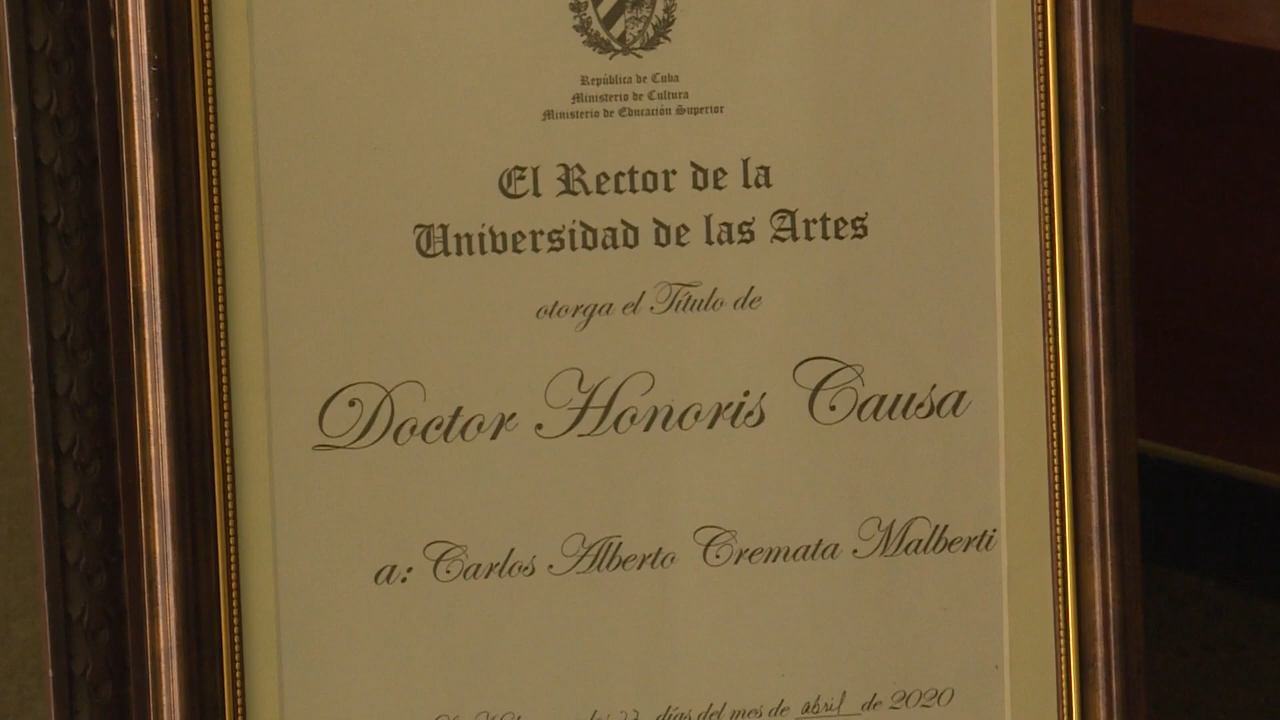 República de Cuba
Ministerio de Cultura
Ministerio de Educación Superior
El Rector de la
Universidad de las Artes
otorga el Título de
Doctor Honoris Causa
a: Carlos Alberto Cremata Malberti
días del mes de abril de 2020